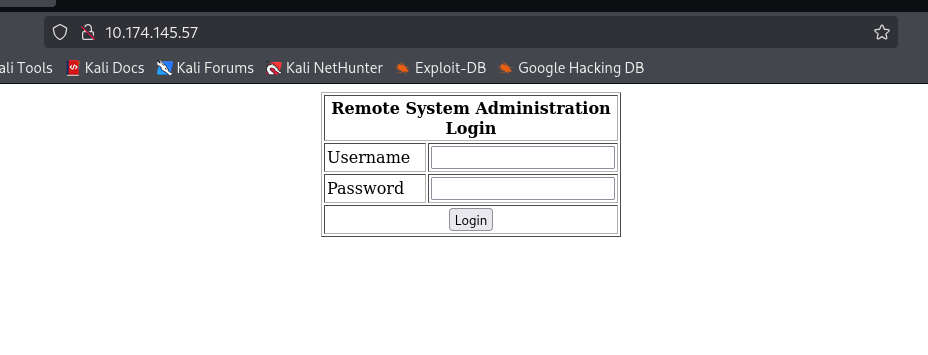 10.174.145.57
ali Tools Kali Docs Kali Forums Kali NetHunter Exploit-DB Google Hacking DB
Remote System Administration
Login
Username
Password
Login